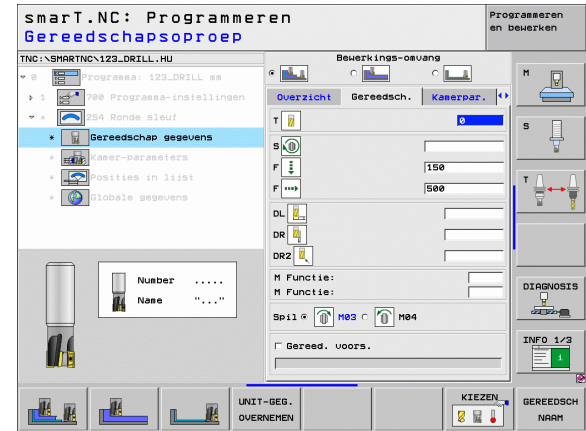 smarT.NC: Programmeren
Gereedschapsoproep
Programmeren
en bewerken
TNC:\SMARTNC\123_DRILL.HU
0 Programma: 123_DRILL mm
1 700 Programma-instellingen
* 254 Ronde sleuf
* Gereedschap gegevens
* Kamer-parameters
* Posities in lijst
* Globale gegevens
Number .....
Name "..."
Bewerkings-omvang
Overzicht Gereedsch. Kamerpar.
T 0
S
F 150
F 500
DL
DR
DR2
M Functie:
M Functie:
Spil M03 M04
Gereed. voors.
M
S
T
DIAGNOSIS
INFO 1/3
1
UNIT-GEG.
OVERNEMEN
KIEZEN
GEREEDSCH
NAAM